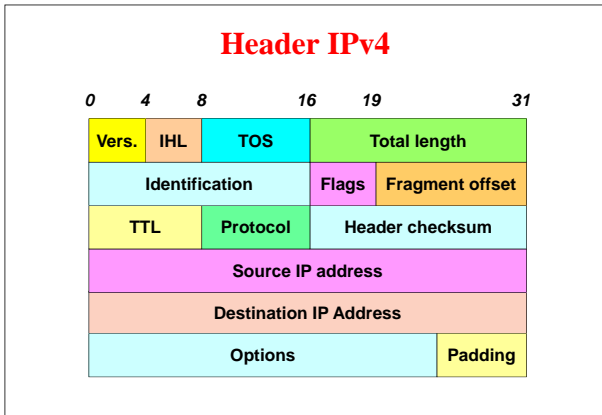 Header IPv4
0 4 8 16 19 31
Vers. IHL TOS Total length
Identification Flags Fragment offset
TTL Protocol Header checksum
Source IP address
Destination IP Address
Options Padding